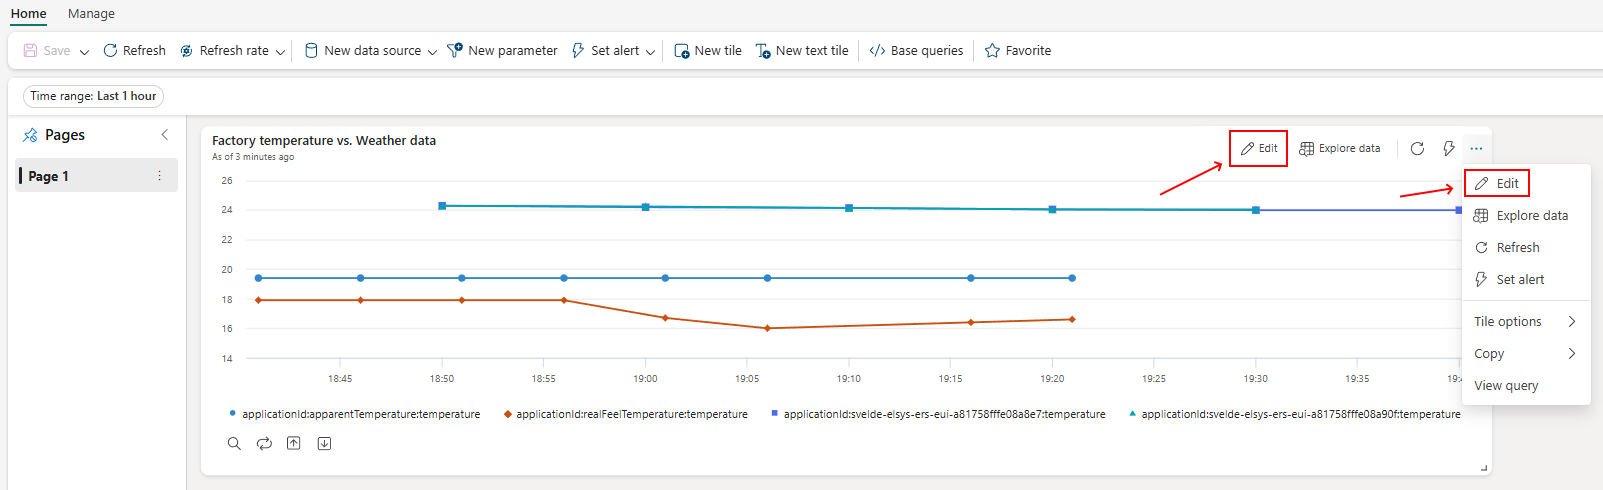 Home Manage
Save Refresh Refresh rate New data source New parameter Set alert New tile New text tile Base queries Favorite
Time range: Last 1 hour
Pages
Page 1
Factory temperature vs. Weather data
As of 3 minutes ago
Edit Explore data
Edit
Explore data
Refresh
Set alert
Tile options
Copy
View query
26
24
22
20
18
16
14
18:45 18:50 18:55 19:00 19:05 19:10 19:15 19:20 19:25 19:30 19:35
applicationId:apparentTemperature:temperature applicationId:realFeelTemperature:temperature applicationId:svelde-elsys-ers-eui-a81758fffe08a8e7:temperature applicationId:svelde-elsys-ers-eui-a81758fffe08a90f:temperature